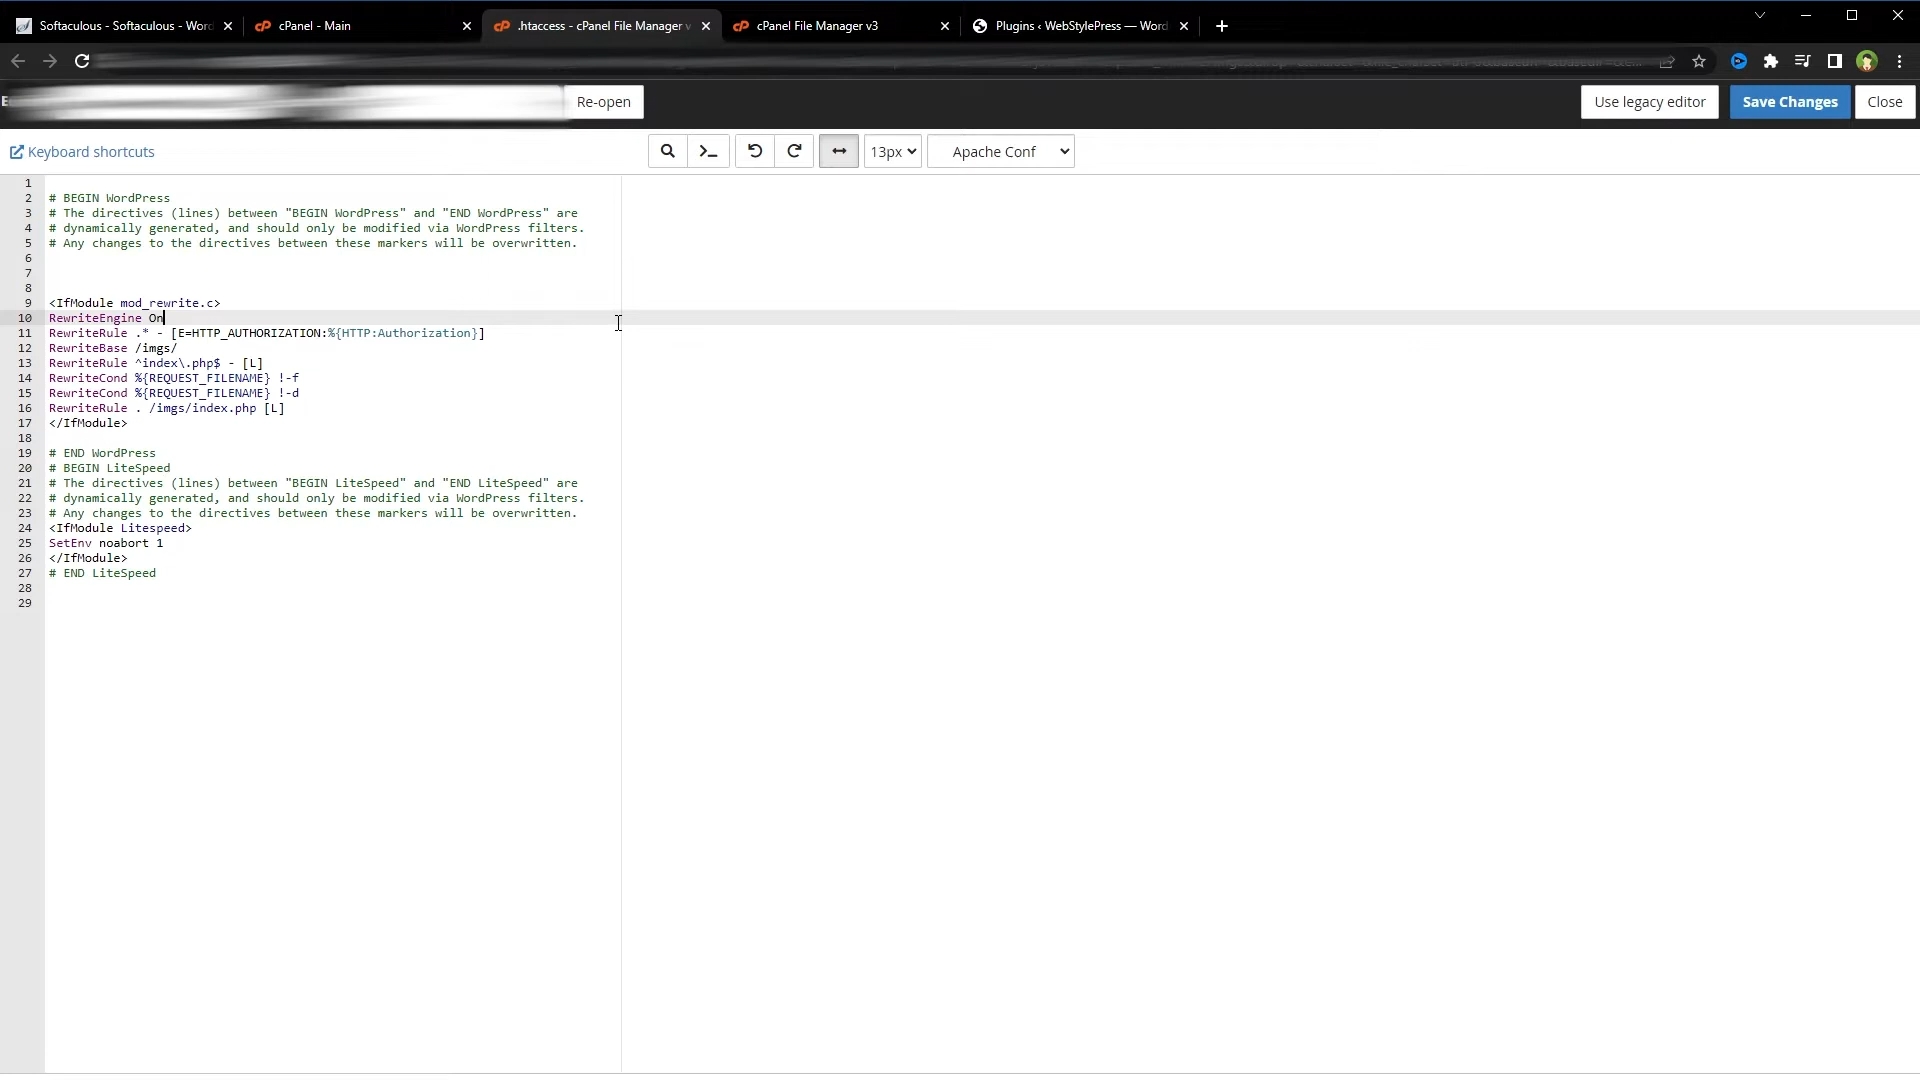 Softaculous - Softaculous - Wor
cPanel - Main
.htaccess - cPanel File Manager v
cPanel File Manager v3
Plugins ‹ WebStylePress — Word
Re-open
Use legacy editor
Save Changes
Close
Keyboard shortcuts
13px
Apache Conf
1
2 # BEGIN WordPress
3 # The directives (lines) between "BEGIN WordPress" and "END WordPress" are
4 # dynamically generated, and should only be modified via WordPress filters.
5 # Any changes to the directives between these markers will be overwritten.
6
7
8
9 <IfModule mod_rewrite.c>
10 RewriteEngine On
11 RewriteRule .* - [E=HTTP_AUTHORIZATION:%{HTTP:Authorization}]
12 RewriteBase /imgs/
13 RewriteRule ^index\.php$ - [L]
14 RewriteCond %{REQUEST_FILENAME} !-f
15 RewriteCond %{REQUEST_FILENAME} !-d
16 RewriteRule . /imgs/index.php [L]
17 </IfModule>
18
19 # END WordPress
20 # BEGIN LiteSpeed
21 # The directives (lines) between "BEGIN LiteSpeed" and "END LiteSpeed" are
22 # dynamically generated, and should only be modified via WordPress filters.
23 # Any changes to the directives between these markers will be overwritten.
24 <IfModule Litespeed>
25 SetEnv noabort 1
26 </IfModule>
27 # END LiteSpeed
28
29